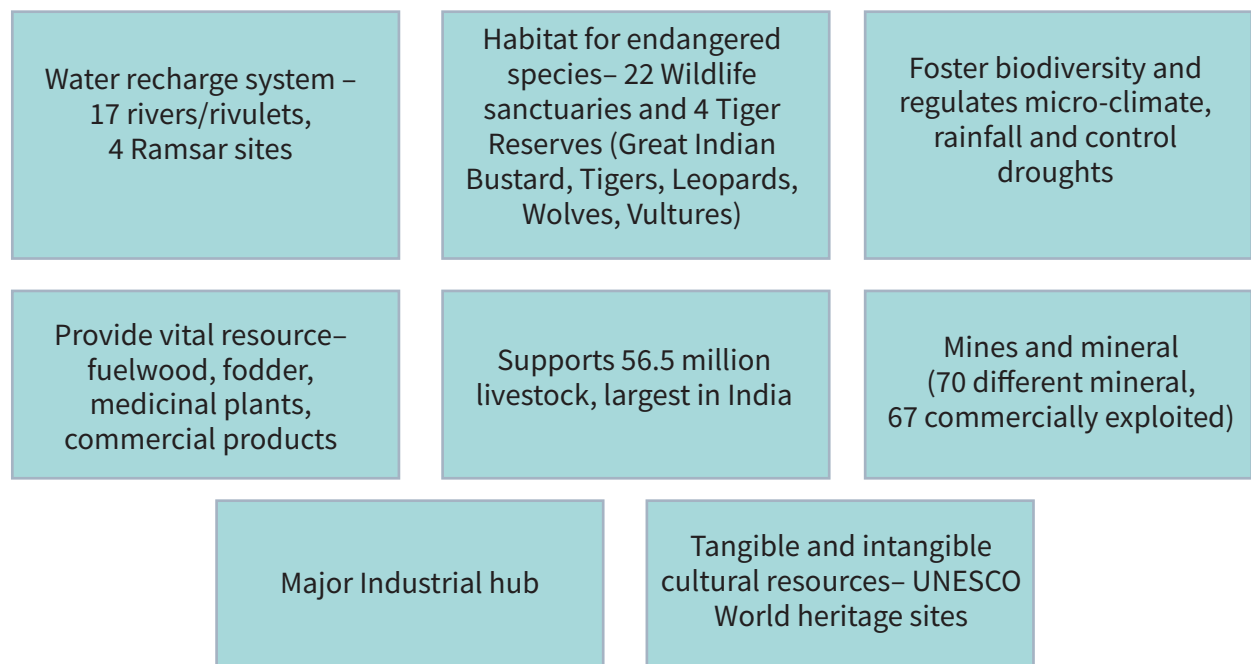 Water recharge system –
17 rivers/rivulets,
4 Ramsar sites
Habitat for endangered
species– 22 Wildlife
sanctuaries and 4 Tiger
Reserves (Great Indian
Bustard, Tigers, Leopards,
Wolves, Vultures)
Foster biodiversity and
regulates micro-climate,
rainfall and control
droughts
Provide vital resource–
fuelwood, fodder,
medicinal plants,
commercial products
Supports 56.5 million
livestock, largest in India
Mines and mineral
(70 different mineral,
67 commercially exploited)
Major Industrial hub
Tangible and intangible
cultural resources– UNESCO
World heritage sites